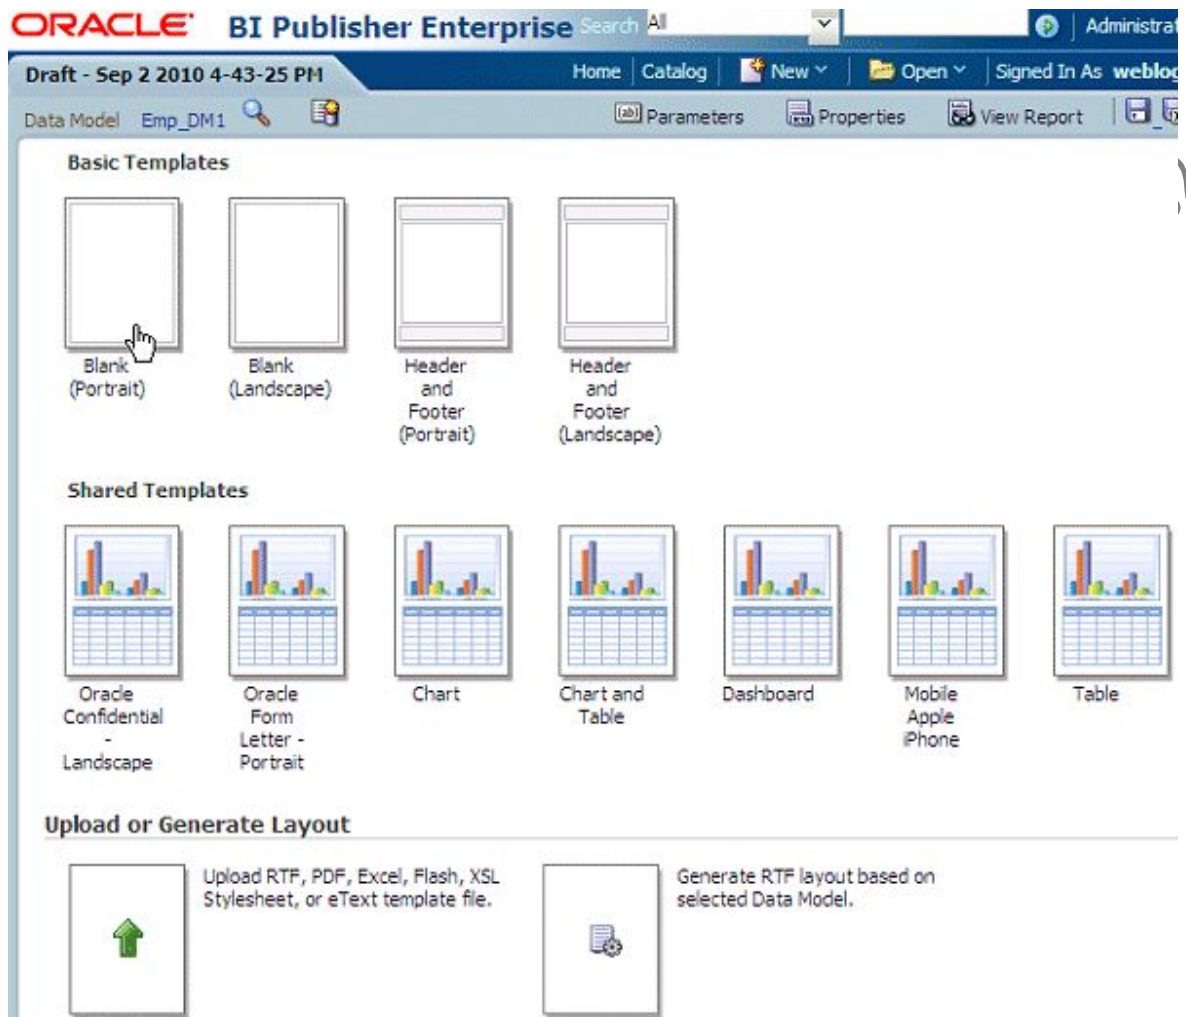 ORACLE BI Publisher Enterprise Search All
Administrat
Draft - Sep 2 2010 4-43-25 PM
Home Catalog New Open Signed In As weblog
Data Model Emp_DM1
Parameters Properties View Report
Basic Templates
Blank
(Portrait)
Blank
(Landscape)
Header
and
Footer
(Portrait)
Header
and
Footer
(Landscape)
Shared Templates
Oracle
Confidential
-
Landscape
Oracle
Form
Letter -
Portrait
Chart
Chart and
Table
Dashboard
Mobile
Apple
iPhone
Table
Upload or Generate Layout
Upload RTF, PDF, Excel, Flash, XSL
Stylesheet, or eText template file.
Generate RTF layout based on
selected Data Model.